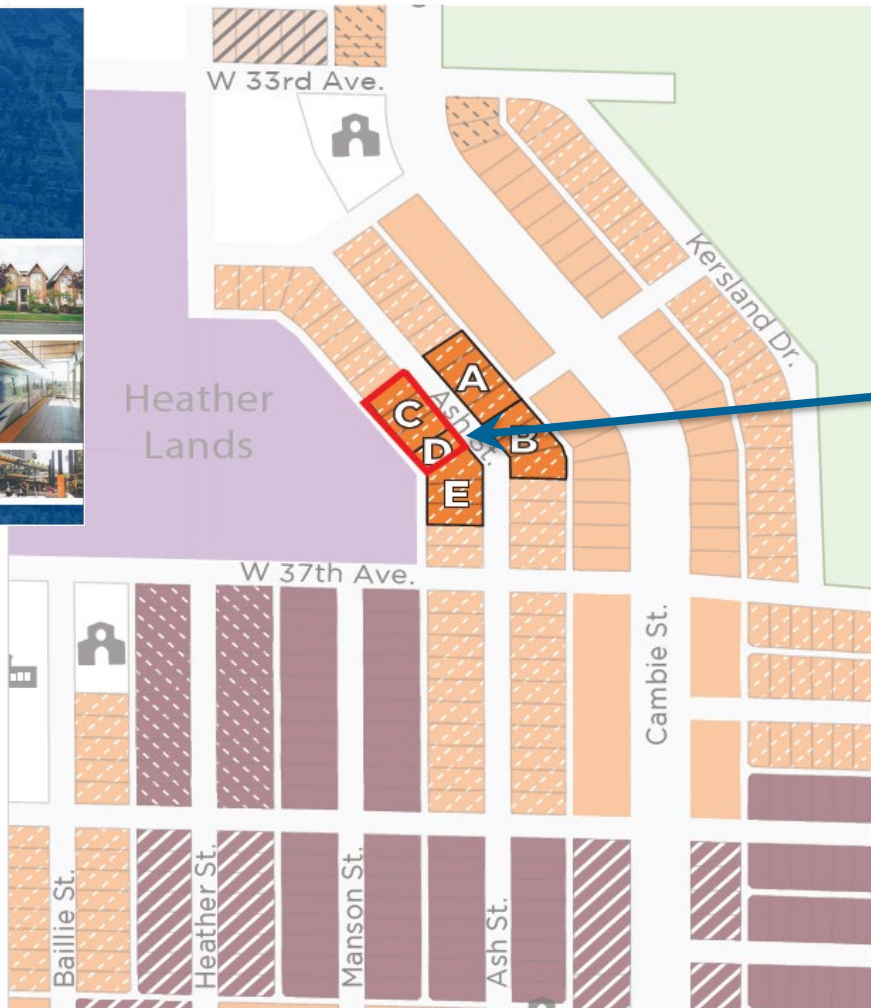 W 33rd Ave.
Kersland Dr.
Heather
Lands
A
Ash St.
C
B
D
E
W 37th Ave.
Cambie St.
Baillie St.
Heather St.
Manson St.
Ash St.